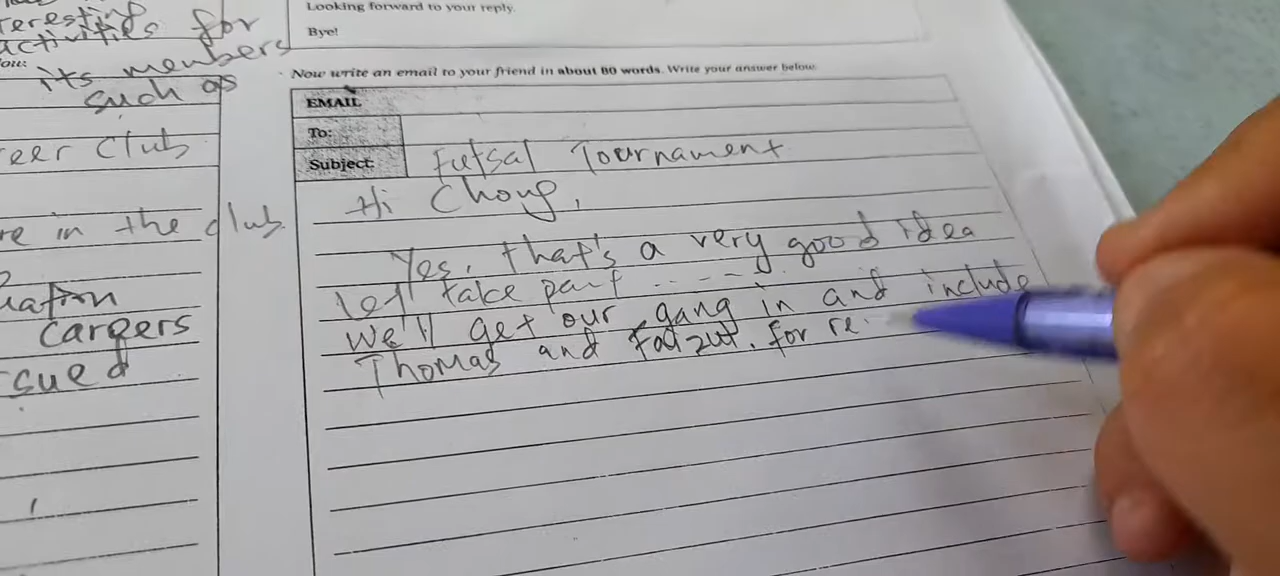 teresting
activities for
its members
such as
reer Club
re in the club.
uation
careers
sued
Looking forward to your reply.
Bye!
Now write an email to your friend in about 80 words. Write your answer below.
EMAIL
To:
Subject: Futsal Tournament
Hi Chong,
Yes, that's a very good idea
let' take part ......
We'll get our gang in and include
Thomas and for re